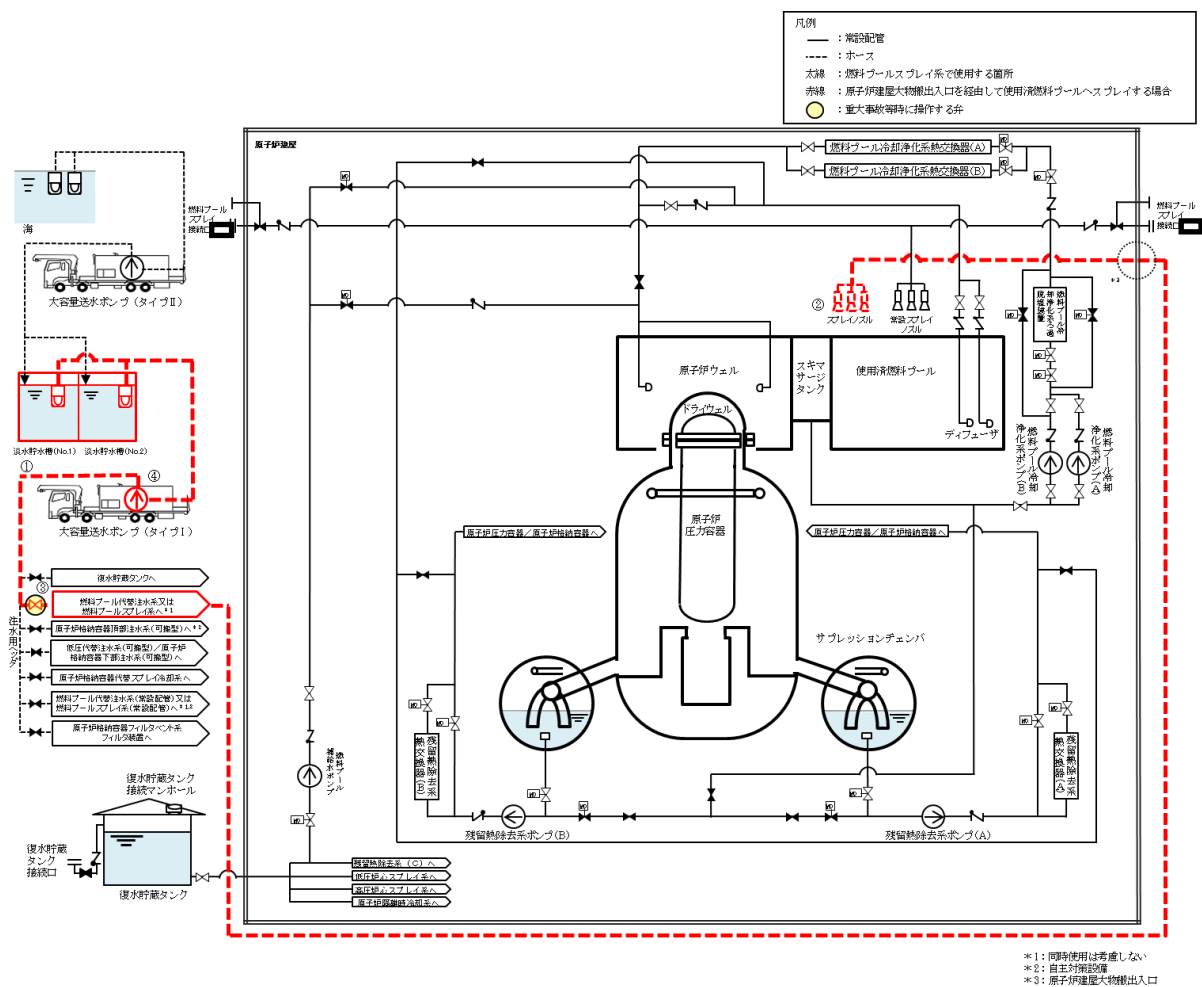 凡例
:常設配管
:ホース
太線 :燃料プールスプレイ系で使用する箇所
赤線 :原子炉建屋大物搬出入口を経由して使用済燃料プールへスプレイする場合
:重大事故等時に操作する弁
原子炉建屋
海
燃料プール
スプレイ
接続口
大容量送水ポンプ(タイプⅡ)
淡水貯水槽(No.1) 淡水貯水槽(No.2)
①
④
大容量送水ポンプ(タイプⅠ)
③
注水用ヘッダ
復水貯蔵タンクへ
燃料プール代替注水系又は
燃料プールスプレイ系へ*1
原子炉格納容器頂部注水系(可搬型)へ*2
低圧代替注水系(可搬型)/原子炉
格納容器下部注水系(可搬型)へ
原子炉格納容器代替スプレイ冷却系へ
燃料プール代替注水系(常設配管)又は
燃料プールスプレイ系(常設配管)へ*1,2
原子炉格納容器フィルタベント系
フィルタ装置へ
復水貯蔵タンク
接続マンホール
復水貯蔵
タンク
接続口
復水貯蔵タンク
燃料プール
補給水ポンプ
MO
残留熱除去系(C)へ
低圧炉心スプレイ系へ
高圧炉心スプレイ系へ
原子炉隔離時冷却系へ
燃料プール冷却浄化系熱交換器(A)
燃料プール冷却浄化系熱交換器(B)
燃料プール
スプレイ
接続口
*3
②
スプレイノズル
常設スプレイ
ノズル
燃料プール冷
却浄化系ろ過
脱塩装置
原子炉ウェル
スキマ
サージ
タンク
使用済燃料プール
ドライウェル
ディフューザ
燃料プール冷却
浄化系ポンプ(B)
燃料プール冷却
浄化系ポンプ(A)
原子炉
圧力容器
原子炉圧力容器/原子炉格納容器へ
原子炉圧力容器/原子炉格納容器へ
サプレッションチェンバ
残留熱除去系
熱交換器(B)
残留熱除去系
熱交換器(A)
残留熱除去系ポンプ(B)
残留熱除去系ポンプ(A)
*1:同時使用は考慮しない
*2:自主対策設備
*3:原子炉建屋大物搬出入口